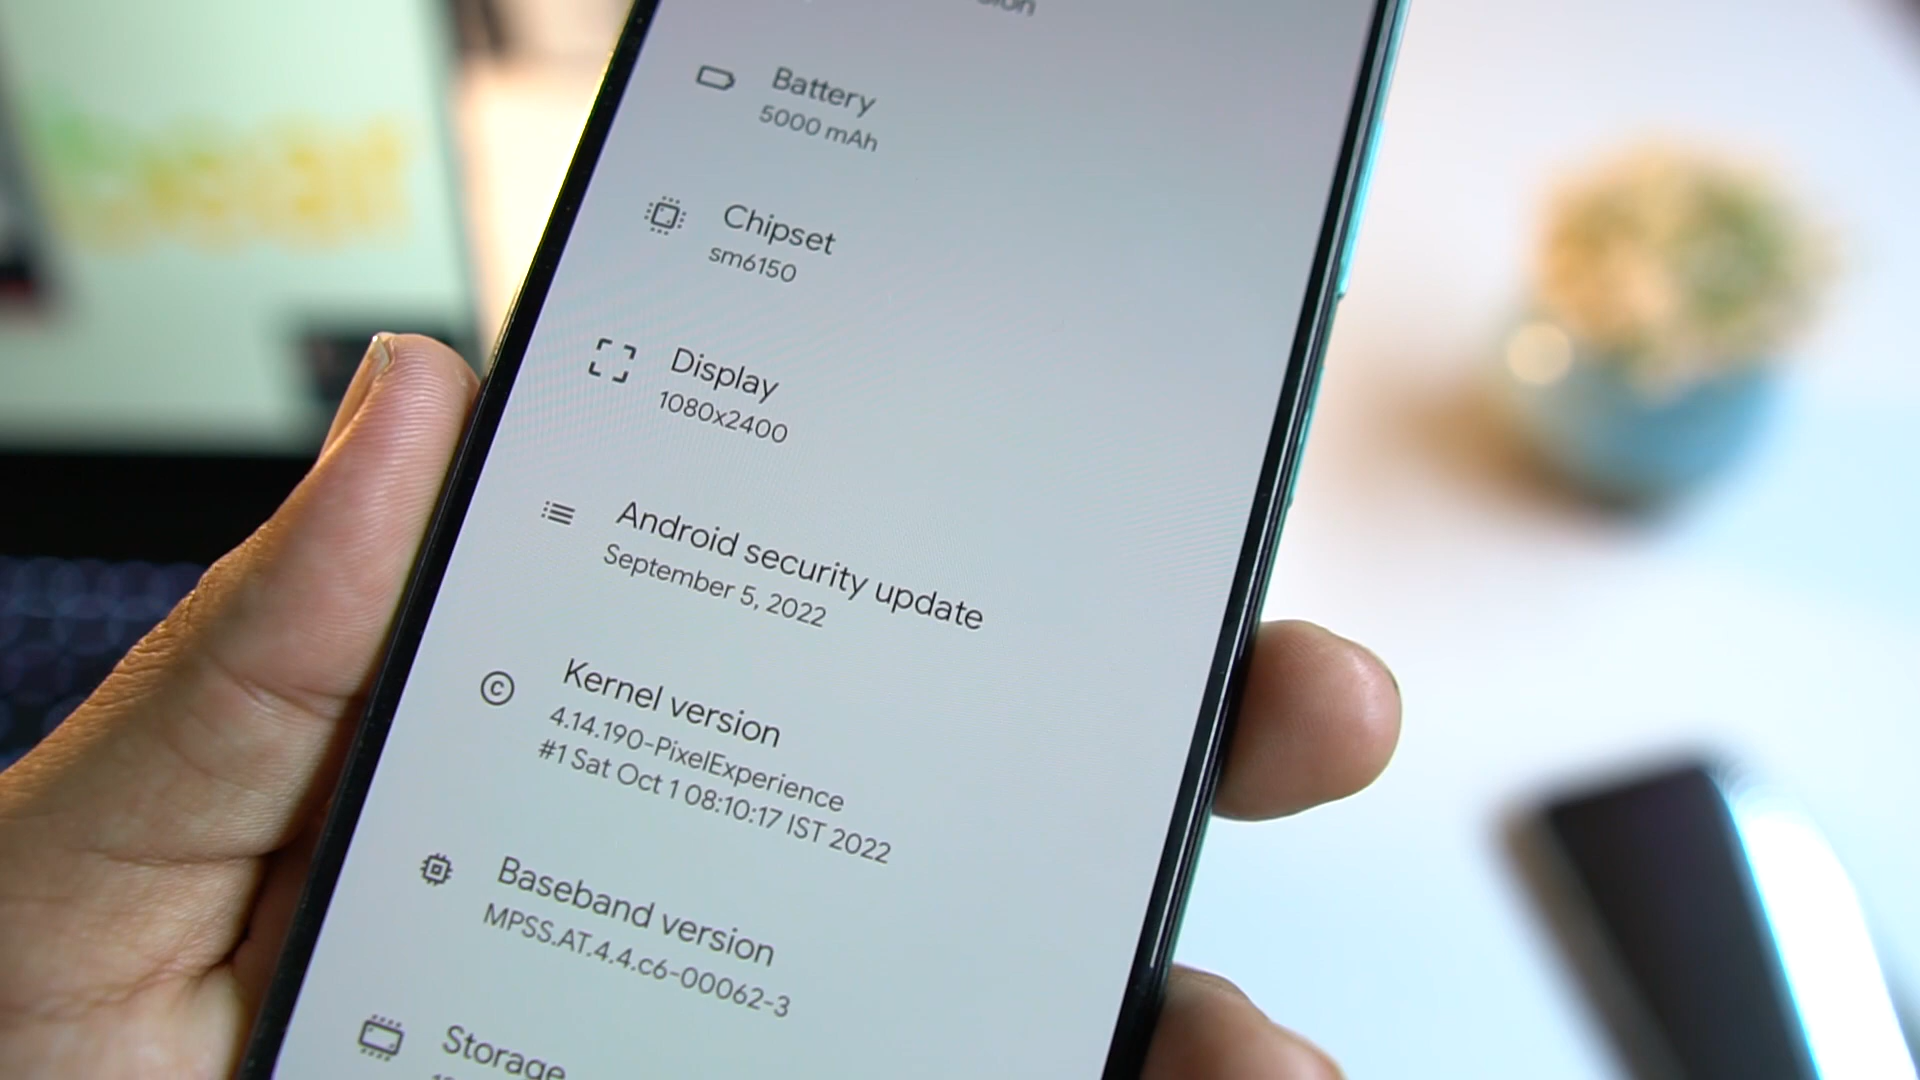 Battery
5000 mAh
Chipset
sm6150
Display
1080x2400
Android security update
September 5, 2022
Kernel version
4.14.190-PixelExperience
#1 Sat Oct 1 08:10:17 IST 2022
Baseband version
MPSS.AT.4.4.c6-00062-3
Storage